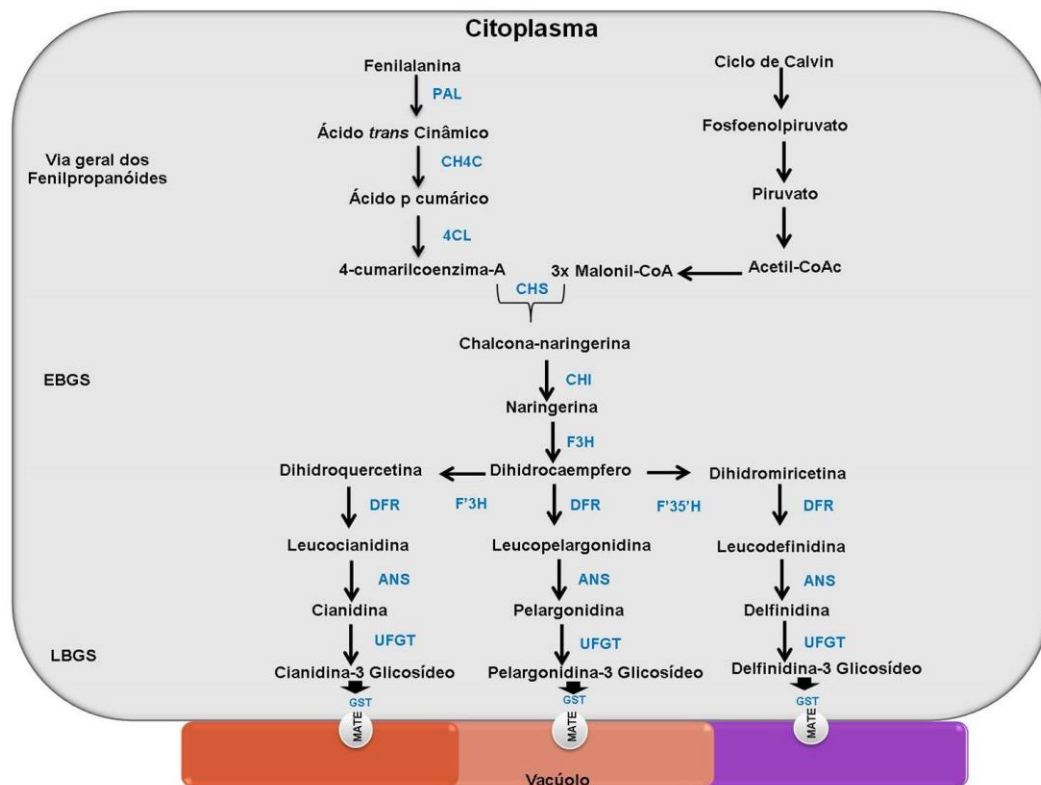 Citoplasma
Fenilalanina
Ciclo de Calvin
PAL
Ácido trans Cinâmico
Fosfoenolpiruvato
Via geral dos
Fenilpropanóides
CH4C
Ácido p cumárico
Piruvato
4CL
4-cumarilcoenzima-A
3x Malonil-CoA
Acetil-CoAc
CHS
Chalcona-naringerina
EBGS
CHI
Naringerina
F3H
Dihidroquercetina
Dihidrocaempfero
Dihidromiricetina
DFR
F'3H
DFR
F'35'H
DFR
Leucocianidina
Leucopelargonidina
Leucodefinidina
ANS
ANS
ANS
Cianidina
Pelargonidina
Delfinidina
UFGT
UFGT
UFGT
LBGS
Cianidina-3 Glicosídeo
Pelargonidina-3 Glicosídeo
Delfinidina-3 Glicosídeo
GST
GST
GST
MATE
MATE
MATE
Vacúolo